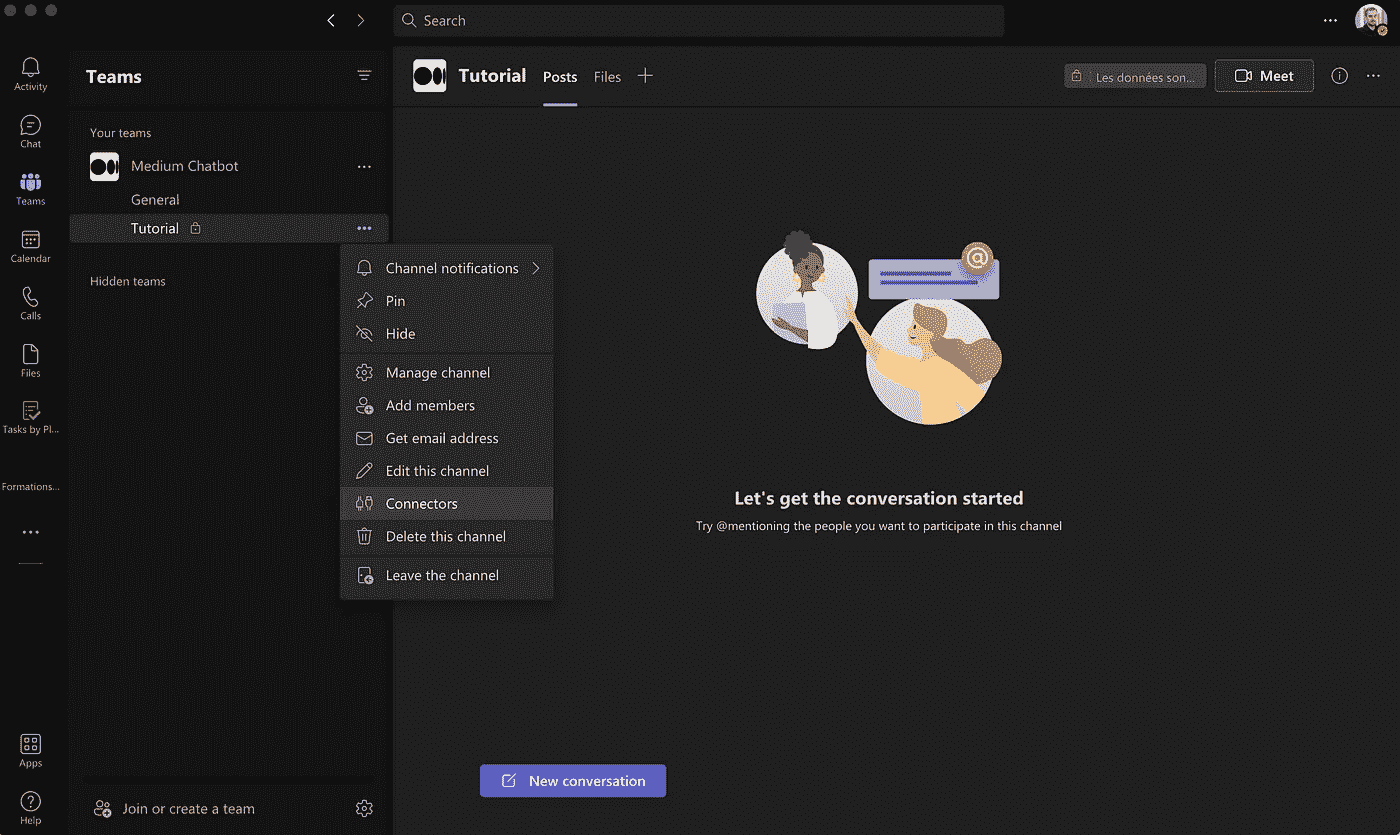 Search
Activity
Chat
Teams
Calendar
Calls
Files
Tasks by Pl...
Formations...
Apps
Help
Teams
Your teams
Medium Chatbot
General
Tutorial
Hidden teams
Join or create a team
Channel notifications
Pin
Hide
Manage channel
Add members
Get email address
Edit this channel
Connectors
Delete this channel
Leave the channel
Tutorial Posts Files
Les données son...
Meet
@
Let's get the conversation started
Try @mentioning the people you want to participate in this channel
New conversation